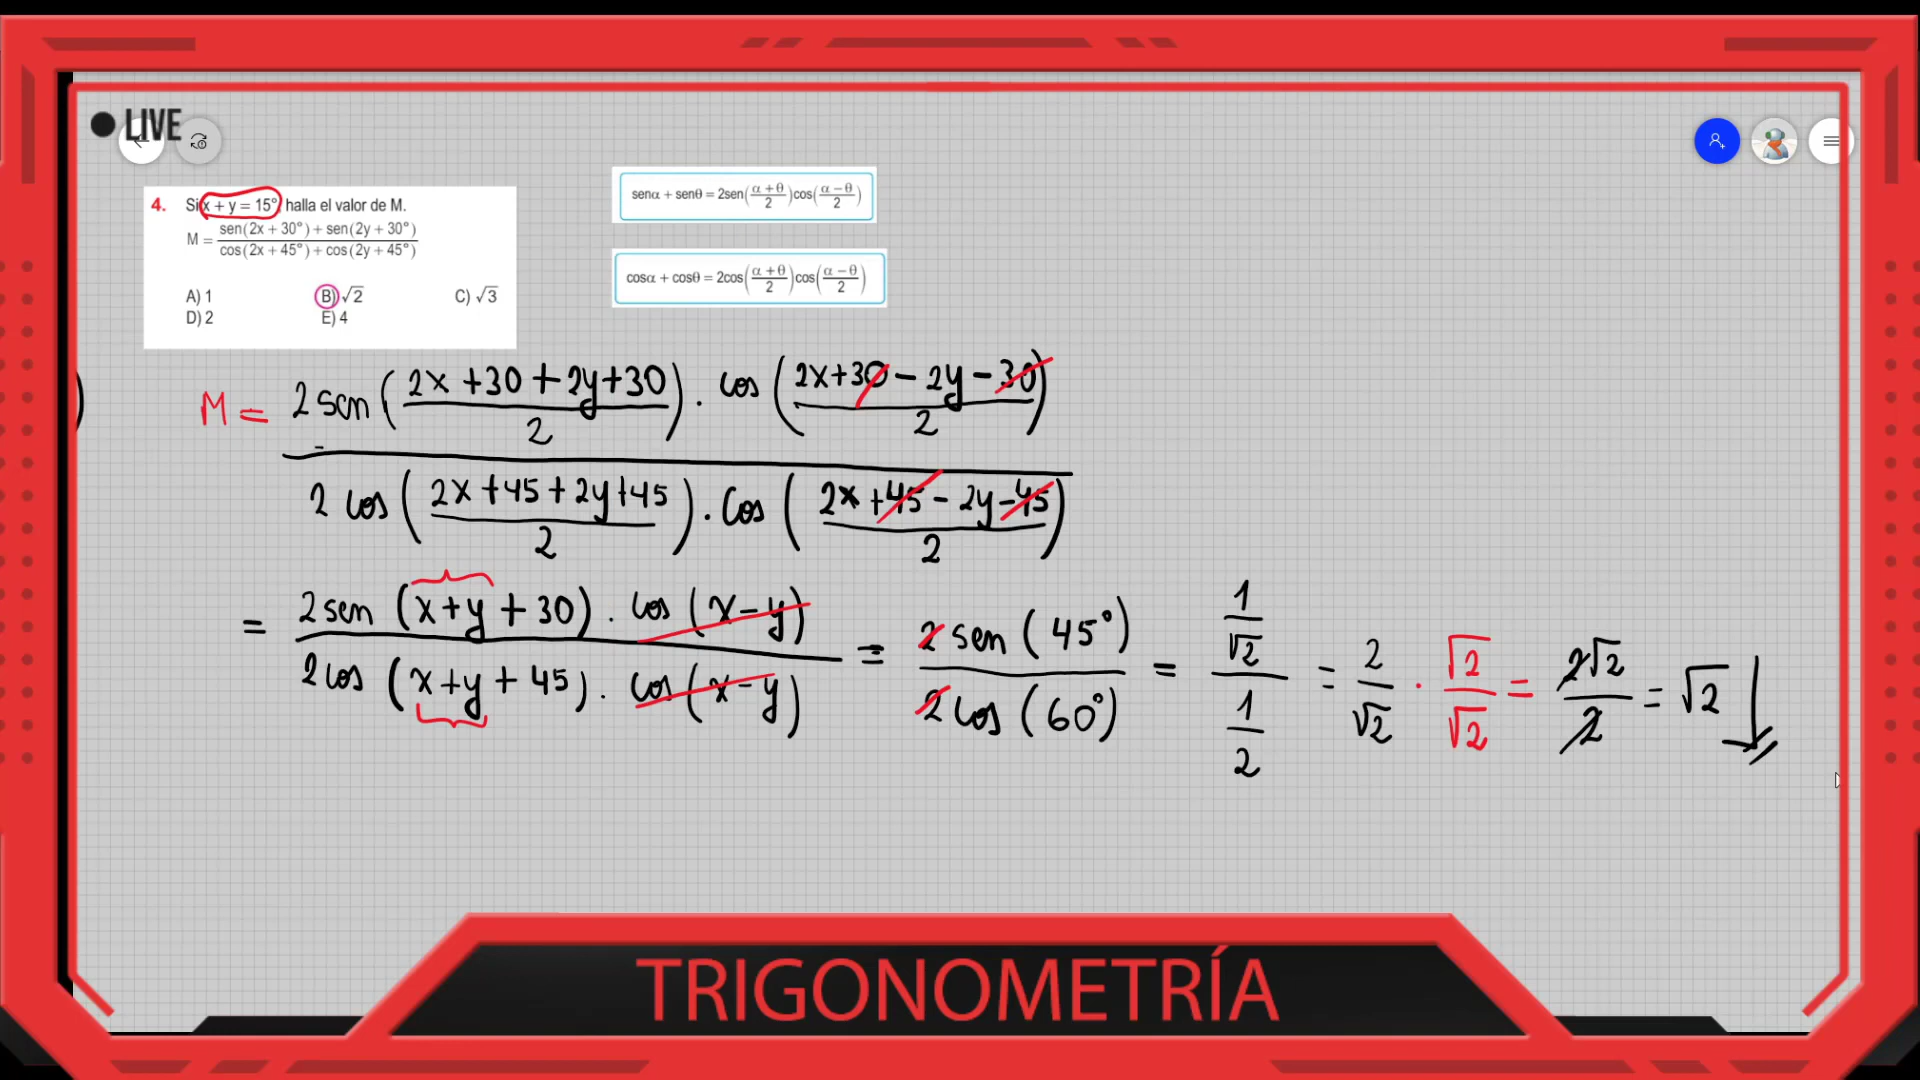 LIVE
4. Si x + y = 15°, halla el valor de M.
M = sen(2x + 30°) + sen(2y + 30°) / cos(2x + 45°) + cos(2y + 45°)
A) 1 B) √2 C) √3
D) 2 E) 4
senα + senθ = 2sen(α + θ / 2)cos(α − θ / 2)
cosα + cosθ = 2cos(α + θ / 2)cos(α − θ / 2)
M = 2 sen (2x + 30 + 2y + 30 / 2) . cos (2x + 30 − 2y − 30 / 2)
2 cos (2x + 45 + 2y + 45 / 2) . cos (2x + 45 − 2y − 45 / 2)
= 2 sen (x + y + 30) . cos (x − y) / 2 cos (x + y + 45) . cos (x − y) = 2 sen (45°) / 2 cos (60°) = 1/√2 / 1/2 = 2/√2 . √2/√2 = 2√2/2 = √2
TRIGONOMETRÍA